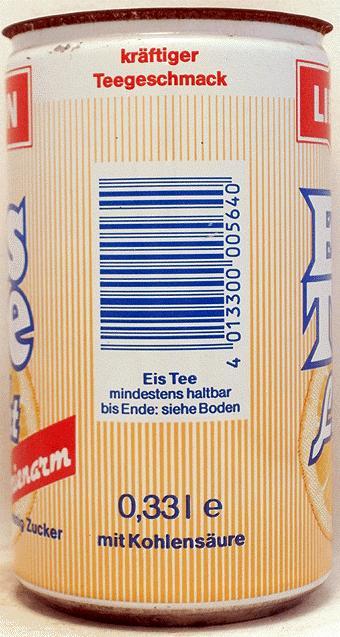 kräftiger
Teegeschmack
4 013300 005640
Eis Tee
mindestens haltbar
bis Ende: siehe Boden
Zucker
0,33 l e
mit Kohlensäure